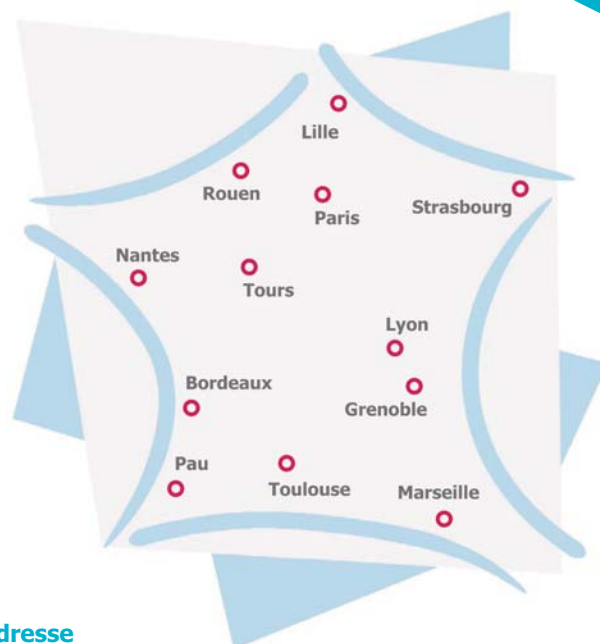 Lille
Rouen
Paris
Strasbourg
Nantes
Tours
Lyon
Bordeaux
Grenoble
Pau
Toulouse
Marseille
dresse